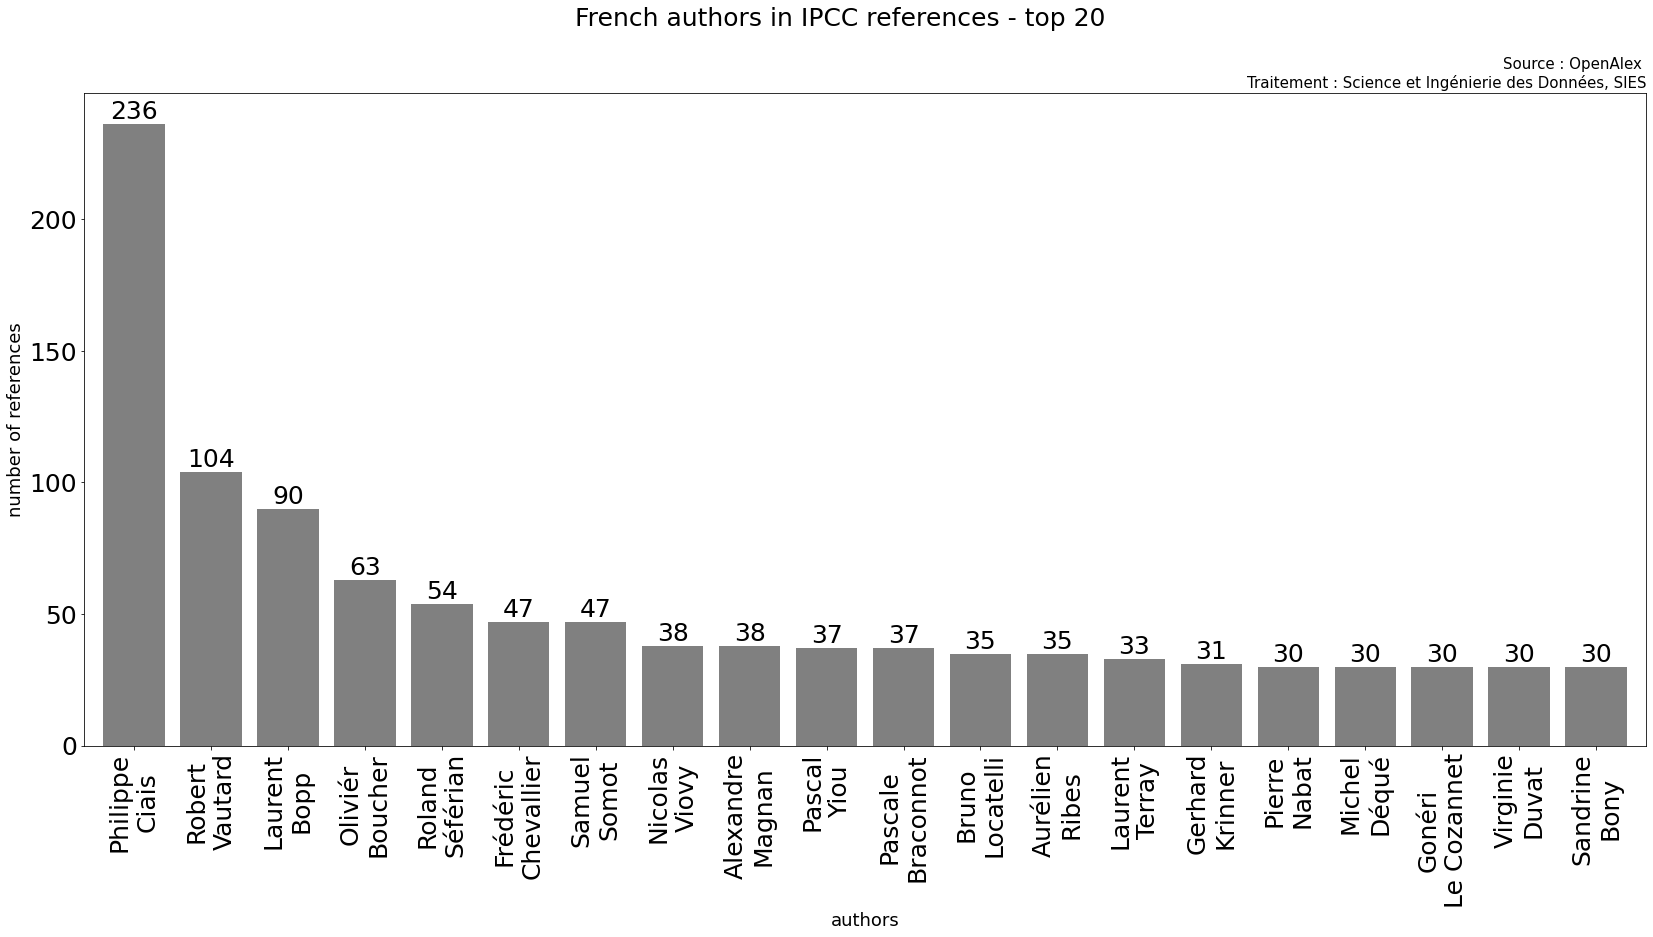 French authors in IPCC references - top 20
Source : OpenAlex
Traitement : Science et Ingénierie des Données, SIES
number of references
200
150
100
50
0
236
104
90
63
54
47
47
38
38
37
37
35
35
33
31
30
30
30
30
30
Philippe
Ciais
Robert
Vautard
Laurent
Bopp
Oliviér
Boucher
Roland
Séférian
Frédéric
Chevallier
Samuel
Somot
Nicolas
Viovy
Alexandre
Magnan
Pascal
Yiou
Pascale
Braconnot
Bruno
Locatelli
Aurélien
Ribes
Laurent
Terray
Gerhard
Krinner
Pierre
Nabat
Michel
Déqué
Gonéri
Le Cozannet
Virginie
Duvat
Sandrine
Bony
authors